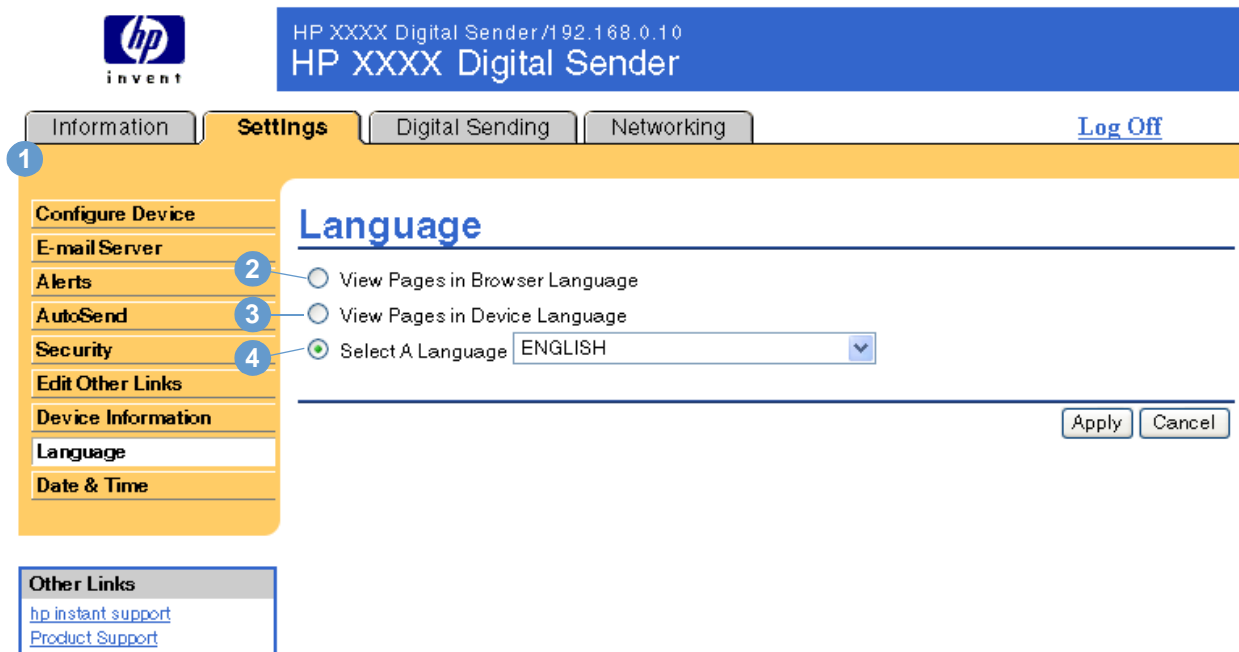 hp
invent
HP XXXX Digital Sender/192.168.0.10
HP XXXX Digital Sender
Information
Settings
Digital Sending
Networking
Log Off
1
Configure Device
E-mail Server
Alerts
AutoSend
Security
Edit Other Links
Device Information
Language
Date & Time
Language
2
View Pages in Browser Language
3
View Pages in Device Language
4
Select A Language ENGLISH
Apply Cancel
Other Links
hp instant support
Product Support